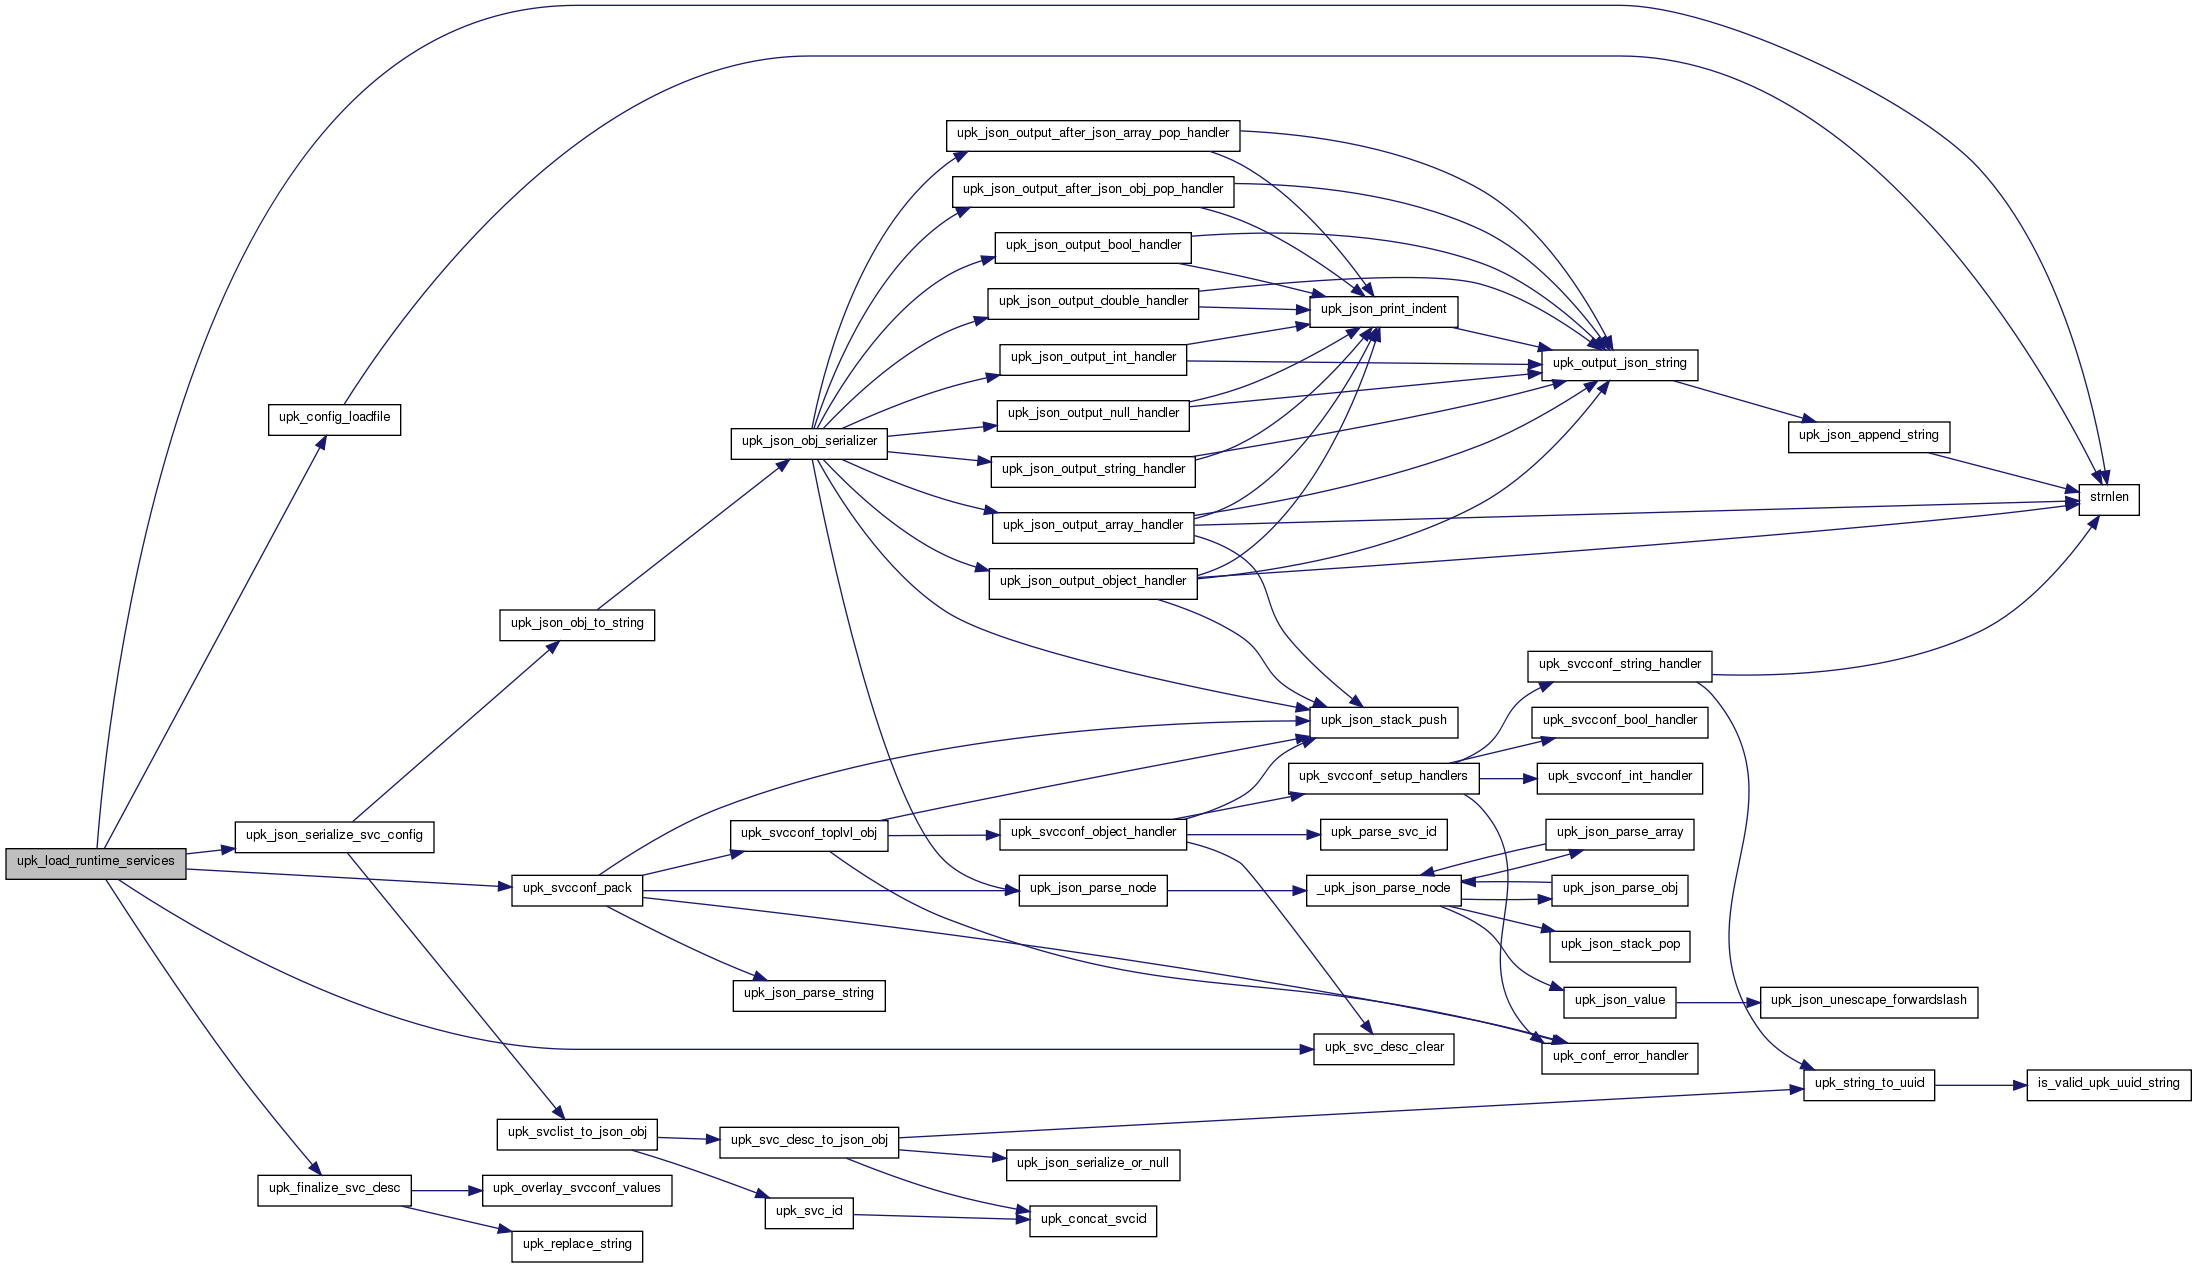 upk_load_runtime_services
upk_config_loadfile
upk_json_serialize_svc_config
upk_finalize_svc_desc
upk_json_obj_to_string
upk_svcconf_pack
upk_svclist_to_json_obj
upk_overlay_svcconf_values
upk_replace_string
upk_json_obj_serializer
upk_svcconf_toplvl_obj
upk_json_parse_string
upk_svc_desc_to_json_obj
upk_svc_id
upk_json_output_after_json_array_pop_handler
upk_json_output_after_json_obj_pop_handler
upk_json_output_bool_handler
upk_json_output_double_handler
upk_json_output_int_handler
upk_json_output_null_handler
upk_json_output_string_handler
upk_json_output_array_handler
upk_json_output_object_handler
upk_svcconf_object_handler
upk_json_parse_node
upk_json_serialize_or_null
upk_concat_svcid
upk_json_print_indent
upk_json_stack_push
upk_svcconf_setup_handlers
upk_parse_svc_id
_upk_json_parse_node
upk_svc_desc_clear
upk_output_json_string
upk_svcconf_string_handler
upk_svcconf_bool_handler
upk_svcconf_int_handler
upk_json_parse_array
upk_json_parse_obj
upk_json_stack_pop
upk_json_value
upk_conf_error_handler
upk_json_append_string
upk_json_unescape_forwardslash
upk_string_to_uuid
strnlen
is_valid_upk_uuid_string